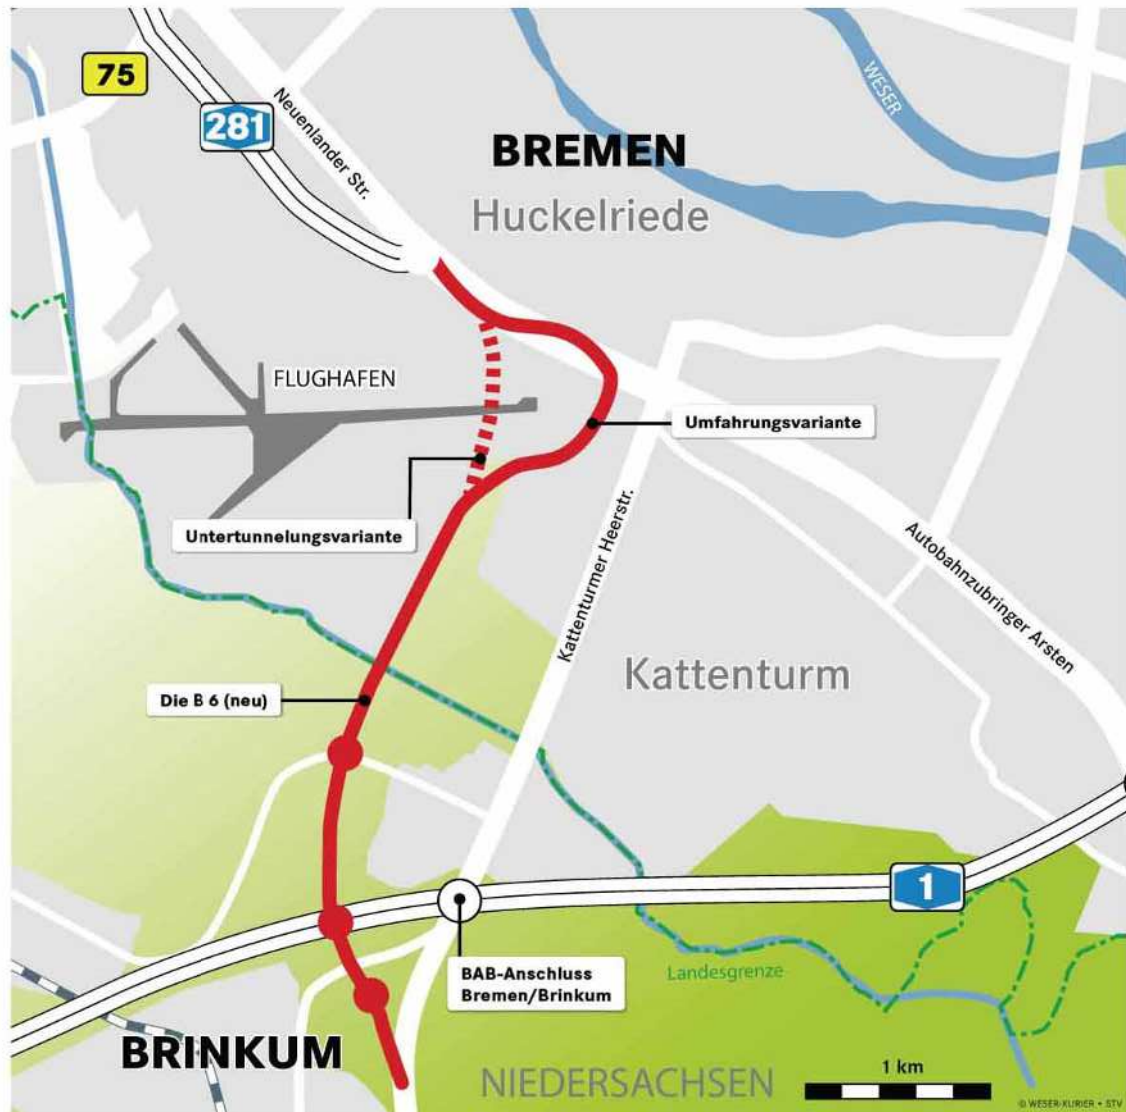 75
281
Neuenlander Str.
WESER
BREMEN
Huckelriede
FLUGHAFEN
Umfahrungsvariante
Untertunnelungsvariante
Kattenturmer Heerstr.
Autobahnzubringer Arsten
Kattenturm
Die B 6 (neu)
1
BAB-Anschluss
Bremen/Brinkum
Landesgrenze
BRINKUM
1 km
NIEDERSACHSEN
© WESER-KURIER • STV